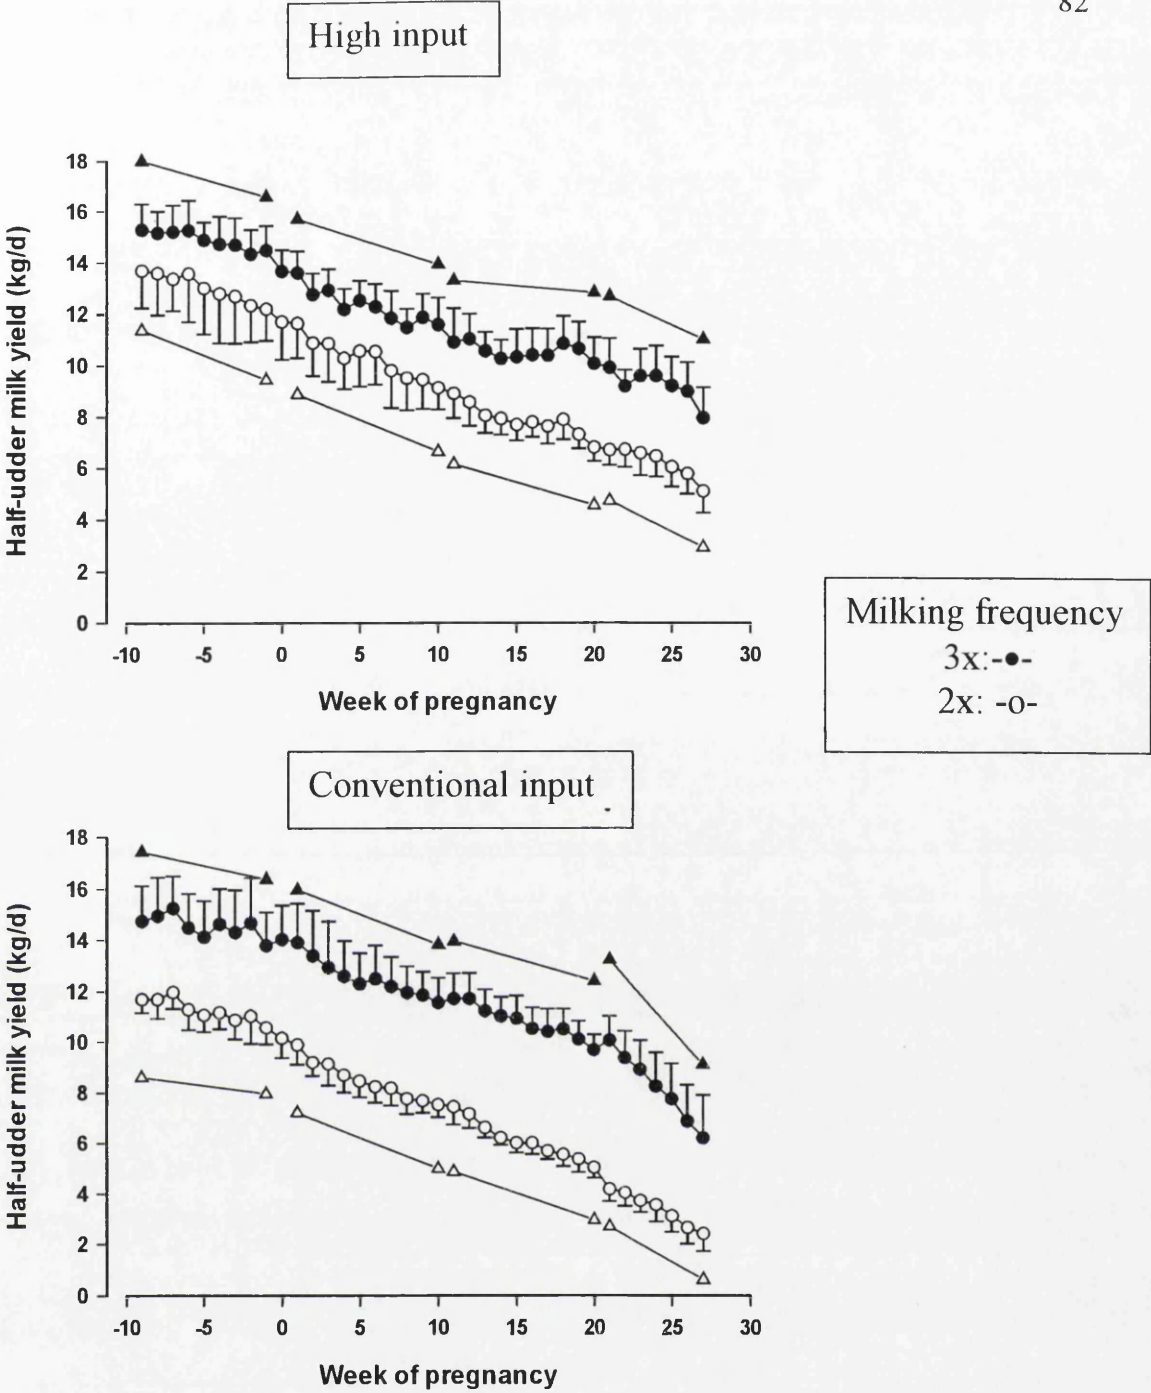 82
High input
18
16
14
12
10
8
6
4
2
0
Half-udder milk yield (kg/d)
-10 -5 0 5 10 15 20 25 30
Week of pregnancy
Milking frequency
3x:-●-
2x: -o-
Conventional input
18
16
14
12
10
8
6
4
2
0
Half-udder milk yield (kg/d)
-10 -5 0 5 10 15 20 25 30
Week of pregnancy